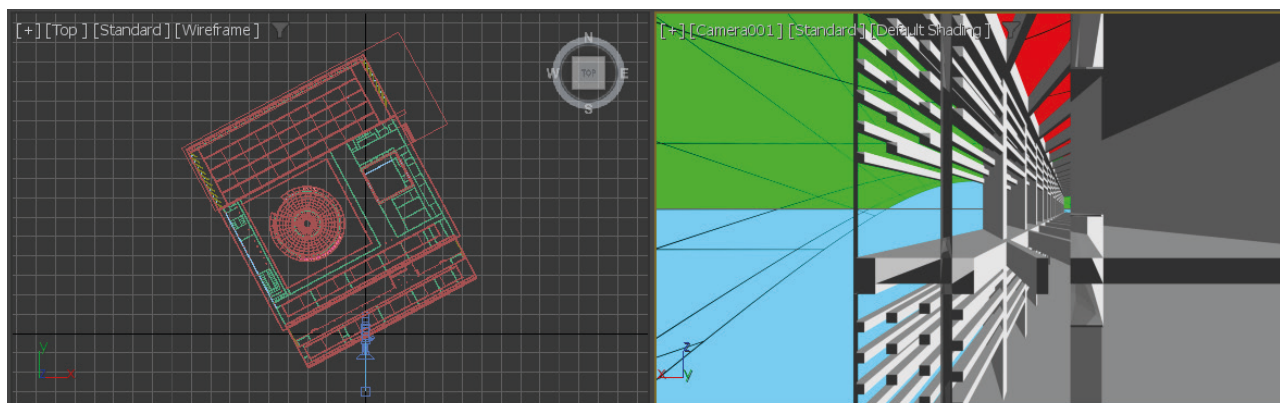 [+] [Top] [Standard] [Wireframe]
N
W
TOP
E
S
y
x
[+] [Camera001] [Standard] [Default Shading]
z
x
y